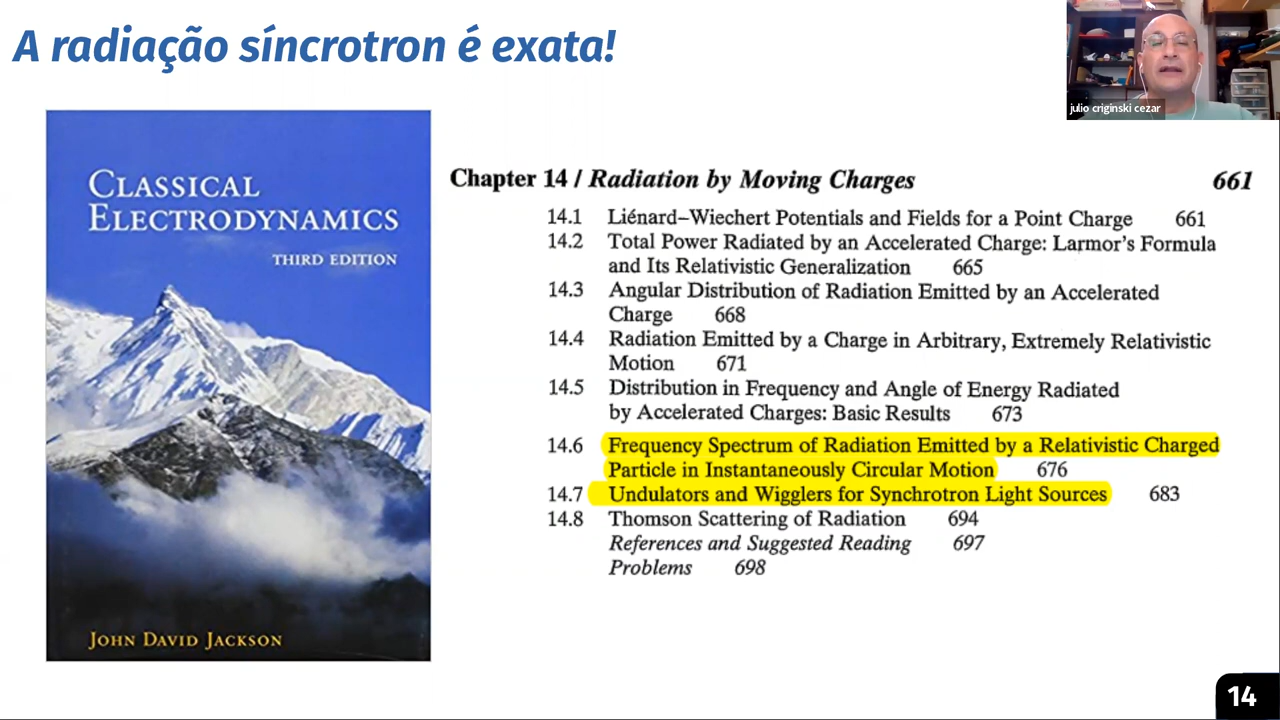 A radiação síncrotron é exata!
julio criginski cezar
CLASSICAL
ELECTRODYNAMICS
THIRD EDITION
JOHN DAVID JACKSON
Chapter 14 / Radiation by Moving Charges 661
14.1 Liénard–Wiechert Potentials and Fields for a Point Charge 661
14.2 Total Power Radiated by an Accelerated Charge: Larmor's Formula
and Its Relativistic Generalization 665
14.3 Angular Distribution of Radiation Emitted by an Accelerated
Charge 668
14.4 Radiation Emitted by a Charge in Arbitrary, Extremely Relativistic
Motion 671
14.5 Distribution in Frequency and Angle of Energy Radiated
by Accelerated Charges: Basic Results 673
14.6 Frequency Spectrum of Radiation Emitted by a Relativistic Charged
Particle in Instantaneously Circular Motion 676
14.7 Undulators and Wigglers for Synchrotron Light Sources 683
14.8 Thomson Scattering of Radiation 694
References and Suggested Reading 697
Problems 698
14